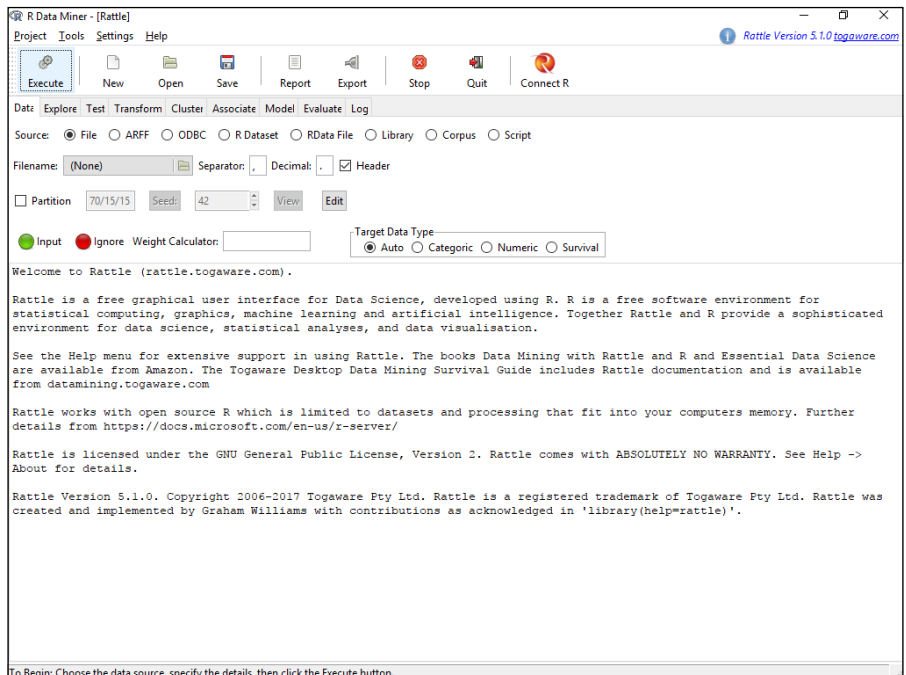 R Data Miner - [Rattle]
Project Tools Settings Help
Rattle Version 5.1.0 togaware.com
Execute New Open Save Report Export Stop Quit Connect R
Data Explore Test Transform Cluster Associate Model Evaluate Log
Source: File ARFF ODBC R Dataset RData File Library Corpus Script
Filename: (None) Separator: , Decimal: . Header
Partition 70/15/15 Seed: 42 View Edit
Target Data Type
Input Ignore Weight Calculator: Auto Categoric Numeric Survival
Welcome to Rattle (rattle.togaware.com).
Rattle is a free graphical user interface for Data Science, developed using R. R is a free software environment for
statistical computing, graphics, machine learning and artificial intelligence. Together Rattle and R provide a sophisticated
environment for data science, statistical analyses, and data visualisation.
See the Help menu for extensive support in using Rattle. The books Data Mining with Rattle and R and Essential Data Science
are available from Amazon. The Togaware Desktop Data Mining Survival Guide includes Rattle documentation and is available
from datamining.togaware.com
Rattle works with open source R which is limited to datasets and processing that fit into your computers memory. Further
details from https://docs.microsoft.com/en-us/r-server/
Rattle is licensed under the GNU General Public License, Version 2. Rattle comes with ABSOLUTELY NO WARRANTY. See Help ->
About for details.
Rattle Version 5.1.0. Copyright 2006-2017 Togaware Pty Ltd. Rattle is a registered trademark of Togaware Pty Ltd. Rattle was
created and implemented by Graham Williams with contributions as acknowledged in 'library(help=rattle)'.
To Begin: Choose the data source, specify the details, then click the Execute button.